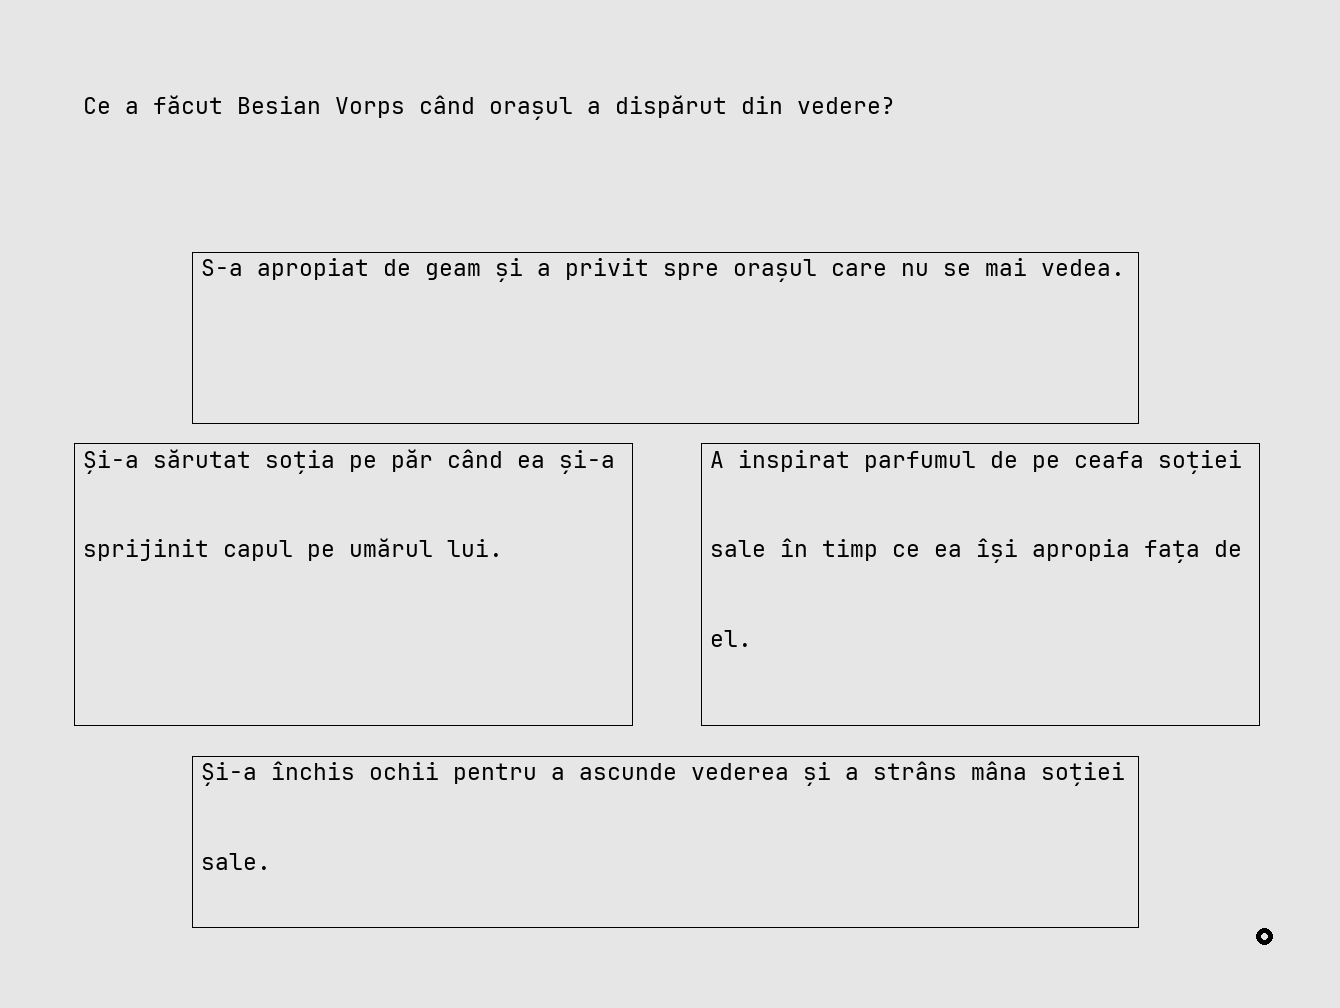 Ce a făcut Besian Vorps când orașul a dispărut din vedere?
S-a apropiat de geam și a privit spre orașul care nu se mai vedea.
Și-a sărutat soția pe păr când ea și-a
sprijinit capul pe umărul lui.
A inspirat parfumul de pe ceafa soției
sale în timp ce ea își apropia fața de
el.
Și-a închis ochii pentru a ascunde vederea și a strâns mâna soției
sale.